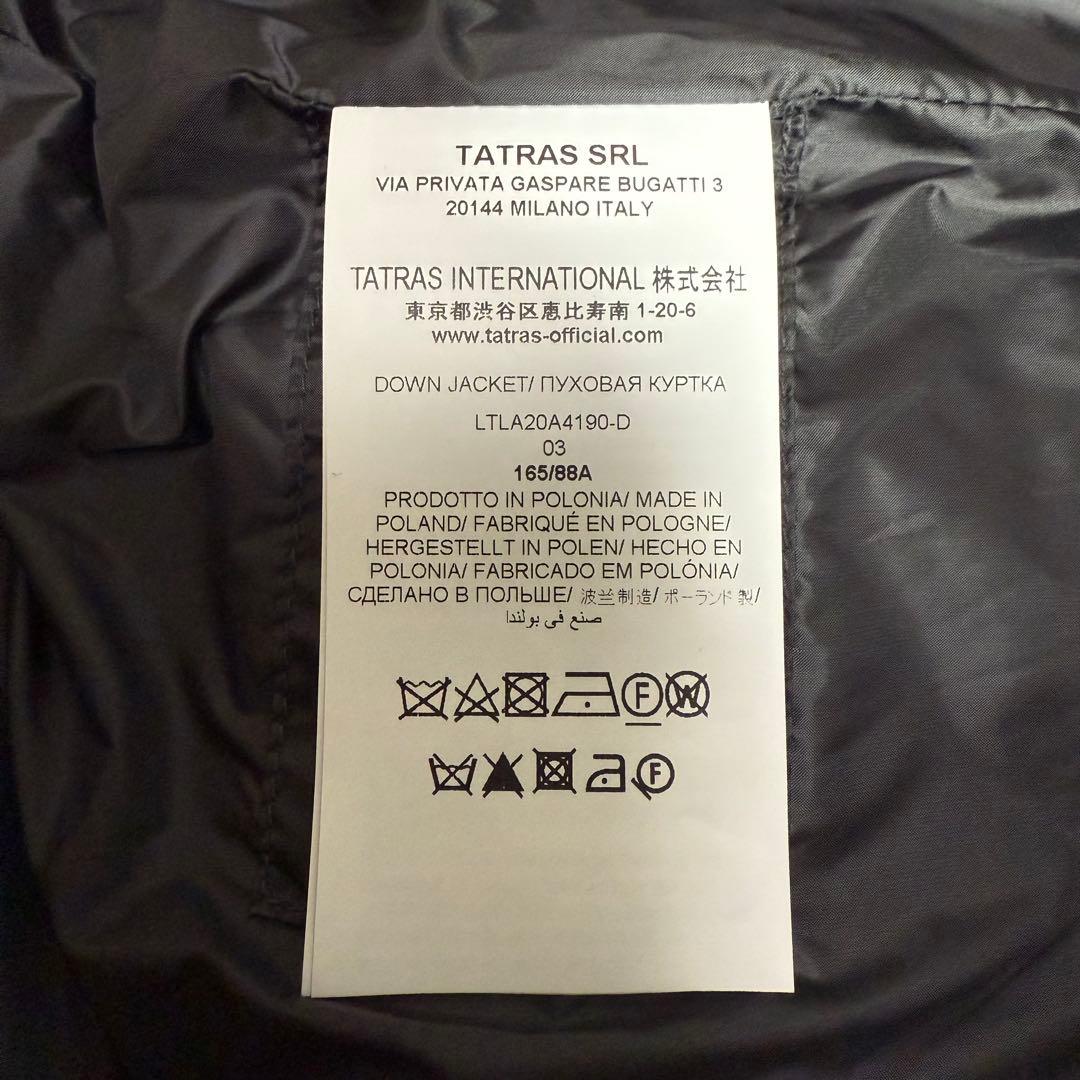 TATRAS SRL
VIA PRIVATA GASPARE BUGATTI 3
20144 MILANO ITALY
TATRAS INTERNATIONAL 株式会社
東京都渋谷区恵比寿南 1-20-6
www.tatras-official.com
DOWN JACKET/ ПУХОВАЯ КУРТКА
LTLA20A4190-D
03
165/88A
PRODOTTO IN POLONIA/ MADE IN
POLAND/ FABRIQUÉ EN POLOGNE/
HERGESTELLT IN POLEN/ HECHO EN
POLONIA/ FABRICADO EM POLÓNIA/
СДЕЛАНО В ПОЛЬШЕ/ 波兰制造/ ポーランド製/
صنع في بولندا
F W
F